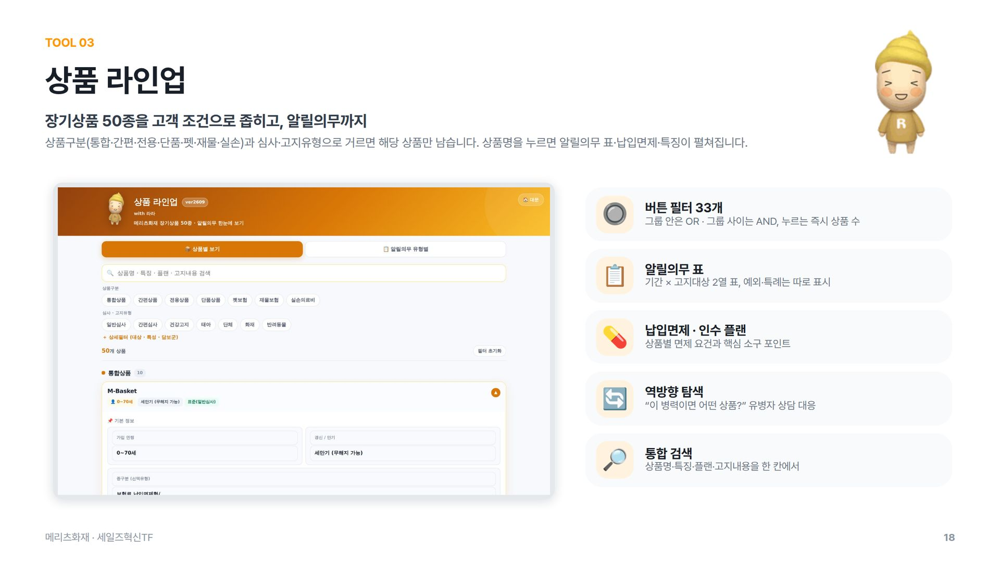 TOOL 03
상품 라인업
장기상품 50종을 고객 조건으로 좁히고, 알릴의무까지
상품구분(통합·간편·전용·단품·펫·재물·실손)과 심사·고지유형으로 거르면 해당 상품만 남습니다. 상품명을 누르면 알릴의무 표·납입면제·특징이 펼쳐집니다.
R
상품 라인업 ver2609
대문
with 라라
메리츠화재 장기상품 50종 · 알릴의무 한눈에 보기
상품별 보기
알릴의무 유형별
상품명 · 특징 · 플랜 · 고지내용 검색
상품구분
통합상품 간편상품 전용상품 단품상품 펫보험 재물보험 실손의료비
심사 · 고지유형
일반심사 간편심사 건강고지 태아 단체 화재 반려동물
+ 상세필터 (대상 · 특성 · 담보군)
50개 상품
필터 초기화
통합상품 10
M-Basket
0~70세 세만기 (무해지 가능) 표준(일반심사)
기본 정보
가입 연령
0~70세
갱신 / 만기
세만기 (무해지 가능)
종구분 (선택유형)
보험료 납입면제형/
버튼 필터 33개
그룹 안은 OR · 그룹 사이는 AND, 누르는 즉시 상품 수
알릴의무 표
기간 × 고지대상 2열 표, 예외·특례는 따로 표시
납입면제 · 인수 플랜
상품별 면제 요건과 핵심 소구 포인트
역방향 탐색
“이 병력이면 어떤 상품?” 유병자 상담 대응
통합 검색
상품명·특징·플랜·고지내용을 한 칸에서
메리츠화재 · 세일즈혁신TF
18